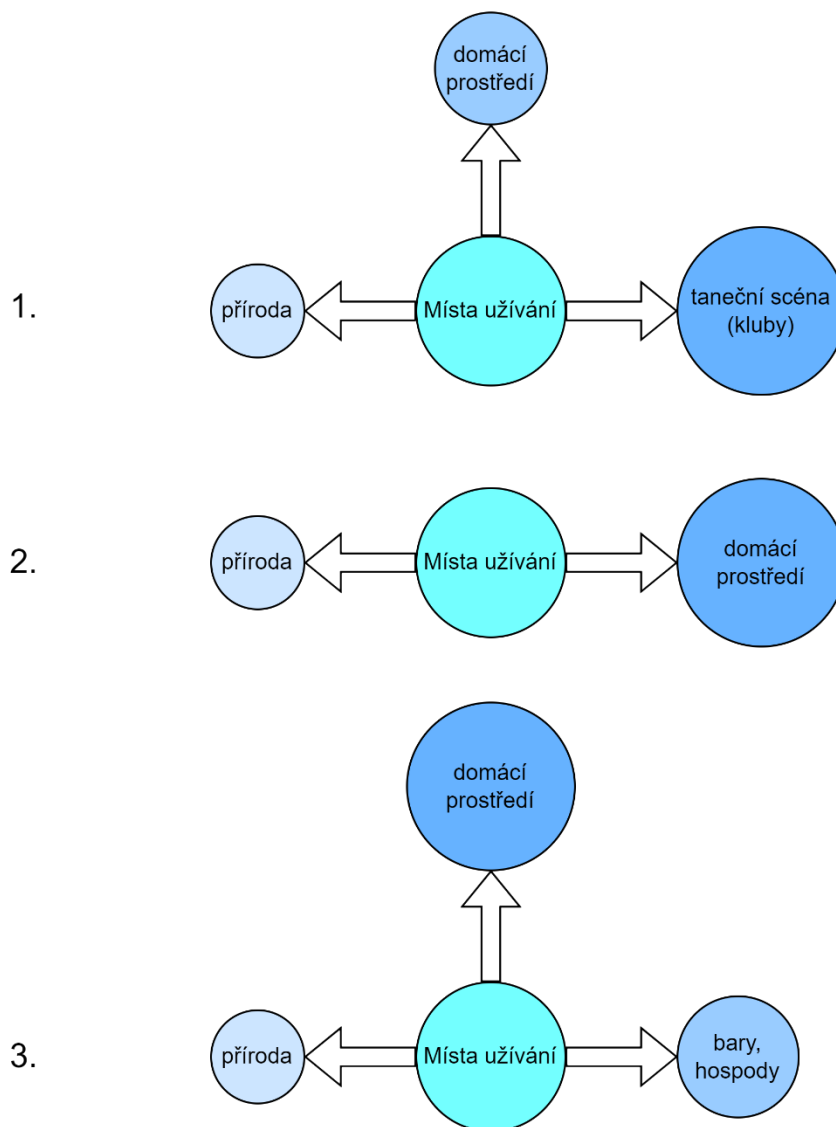 domácí
prostředí
1.
příroda
Místa užívání
taneční scéna
(kluby)
2.
příroda
Místa užívání
domácí
prostředí
domácí
prostředí
3.
příroda
Místa užívání
bary,
hospody